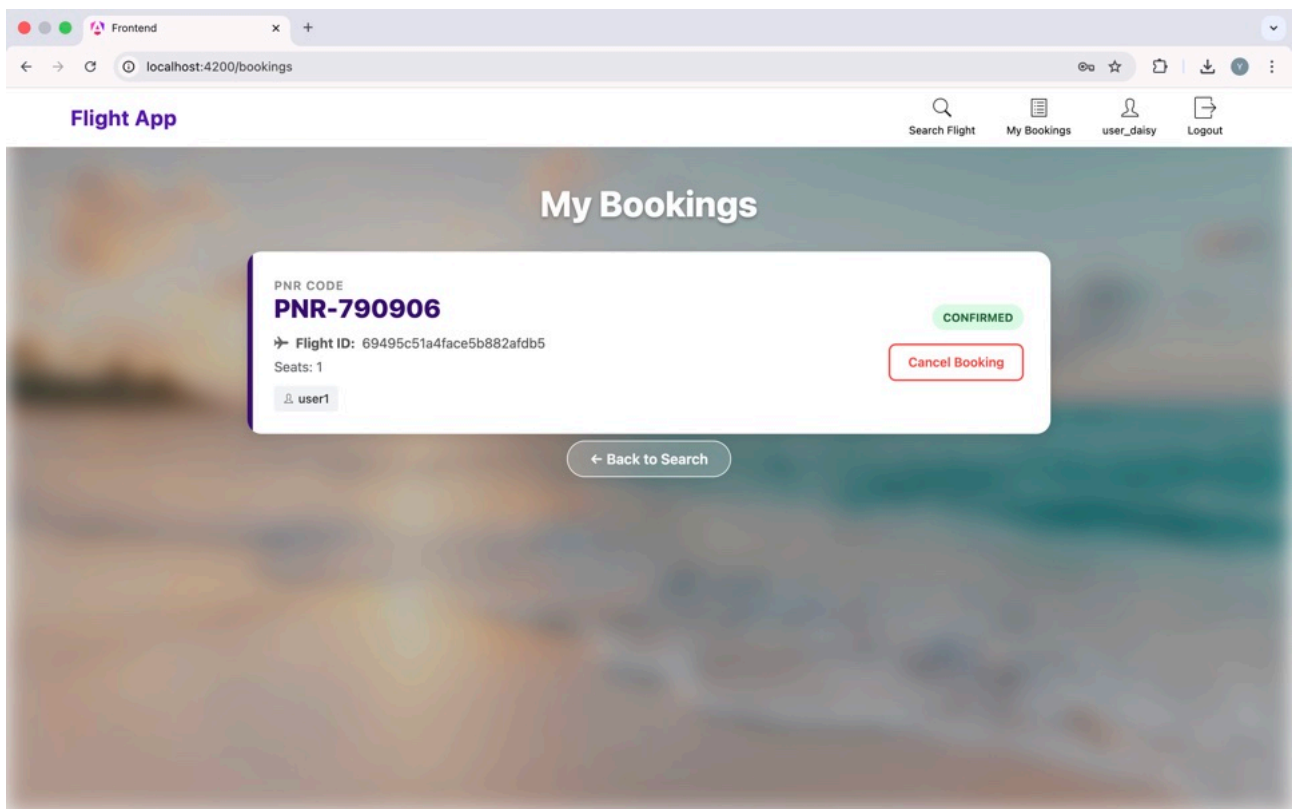 Frontend
localhost:4200/bookings
Y
Flight App
Search Flight
My Bookings
user_daisy
Logout
My Bookings
PNR CODE
PNR-790906
Flight ID: 69495c51a4face5b882afdb5
Seats: 1
user1
CONFIRMED
Cancel Booking
← Back to Search